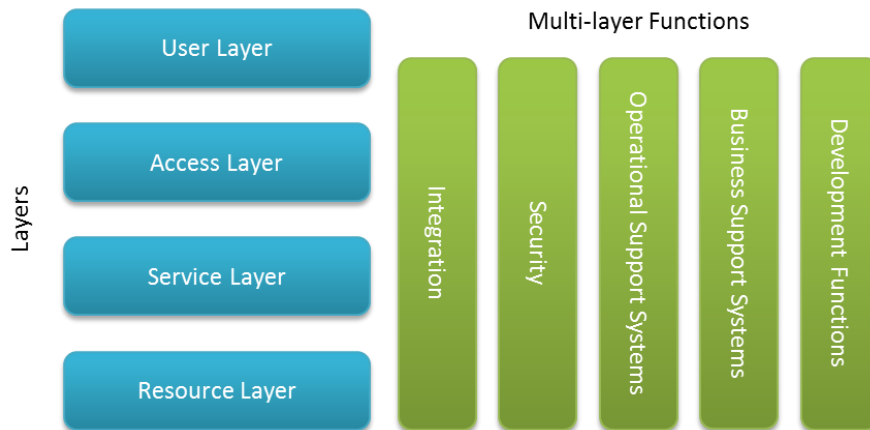 Multi-layer Functions
Layers
User Layer
Access Layer
Service Layer
Resource Layer
Integration
Security
Operational Support Systems
Business Support Systems
Development Functions